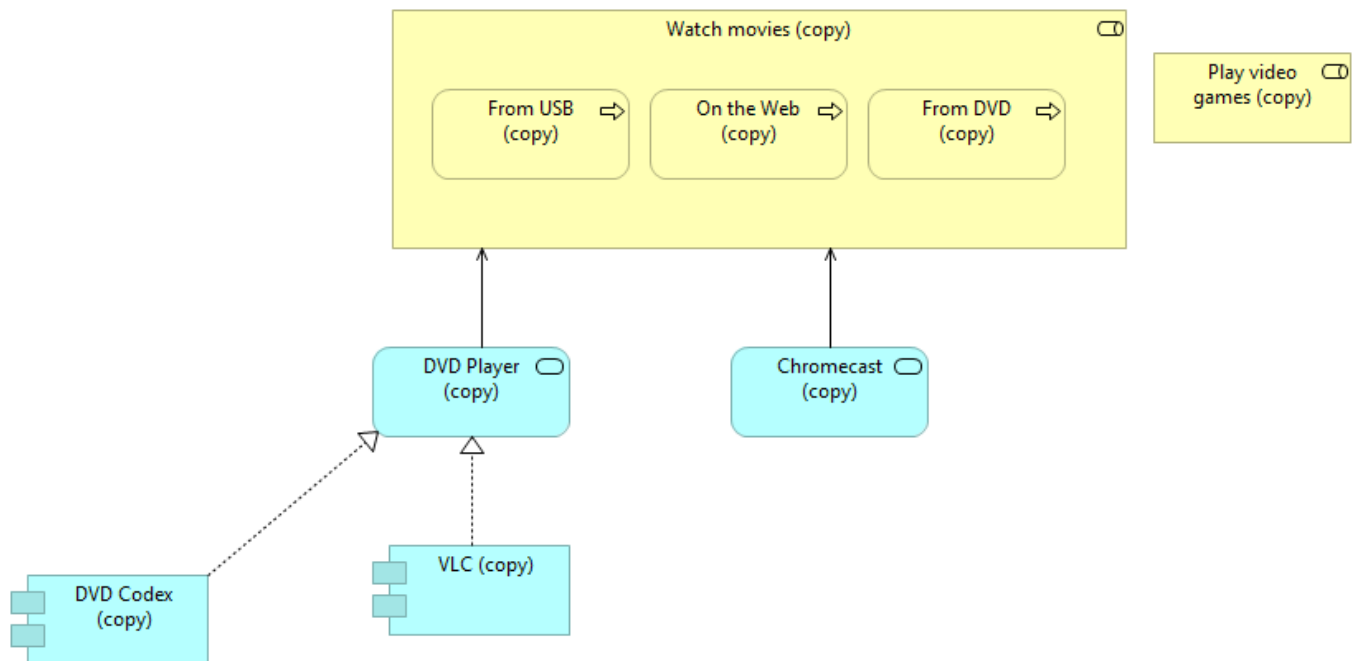 Watch movies (copy)
Play video
games (copy)
From USB
(copy)
On the Web
(copy)
From DVD
(copy)
DVD Player
(copy)
Chromecast
(copy)
VLC (copy)
DVD Codex
(copy)